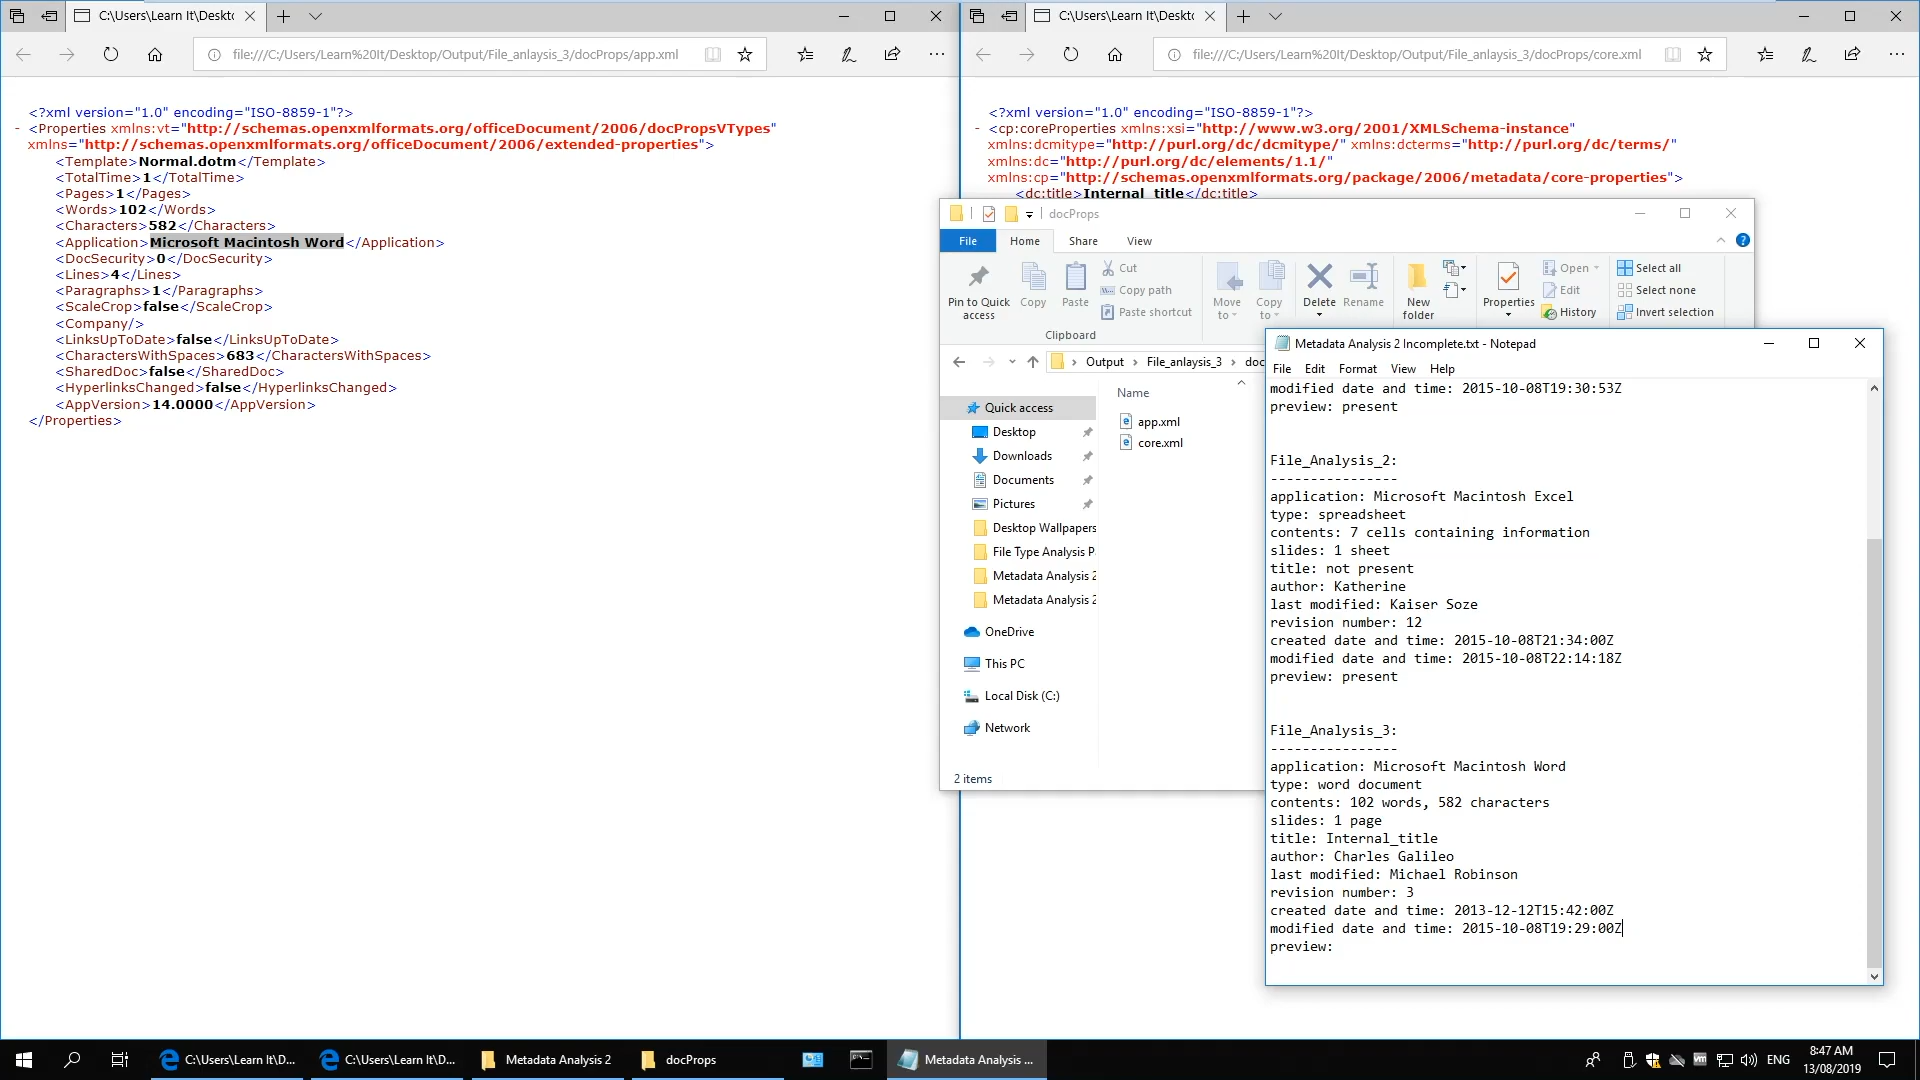 C:\Users\Learn It\Deskto
file:///C:/Users/Learn%20It/Desktop/Output/File_anlaysis_3/docProps/app.xml
<?xml version="1.0" encoding="ISO-8859-1"?>
- <Properties xmlns:vt="http://schemas.openxmlformats.org/officeDocument/2006/docPropsVTypes"
xmlns="http://schemas.openxmlformats.org/officeDocument/2006/extended-properties">
<Template>Normal.dotm</Template>
<TotalTime>1</TotalTime>
<Pages>1</Pages>
<Words>102</Words>
<Characters>582</Characters>
<Application>Microsoft Macintosh Word</Application>
<DocSecurity>0</DocSecurity>
<Lines>4</Lines>
<Paragraphs>1</Paragraphs>
<ScaleCrop>false</ScaleCrop>
<Company/>
<LinksUpToDate>false</LinksUpToDate>
<CharactersWithSpaces>683</CharactersWithSpaces>
<SharedDoc>false</SharedDoc>
<HyperlinksChanged>false</HyperlinksChanged>
<AppVersion>14.0000</AppVersion>
</Properties>
C:\Users\Learn It\Deskto
file:///C:/Users/Learn%20It/Desktop/Output/File_anlaysis_3/docProps/core.xml
<?xml version="1.0" encoding="ISO-8859-1"?>
- <cp:coreProperties xmlns:xsi="http://www.w3.org/2001/XMLSchema-instance"
xmlns:dcmitype="http://purl.org/dc/dcmitype/" xmlns:dcterms="http://purl.org/dc/terms/"
xmlns:dc="http://purl.org/dc/elements/1.1/"
xmlns:cp="http://schemas.openxmlformats.org/package/2006/metadata/core-properties">
<dc:title>Internal_title</dc:title>
docProps
File Home Share View
Pin to Quick access
Copy
Paste
Cut
Copy path
Paste shortcut
Clipboard
Move to
Copy to
Delete
Rename
New folder
Properties
Open
Edit
History
Select all
Select none
Invert selection
Output > File_anlaysis_3 > doc
Name
app.xml
core.xml
Quick access
Desktop
Downloads
Documents
Pictures
Desktop Wallpapers
File Type Analysis P
Metadata Analysis 2
Metadata Analysis 2
OneDrive
This PC
Local Disk (C:)
Network
2 items
Metadata Analysis 2 Incomplete.txt - Notepad
File Edit Format View Help
modified date and time: 2015-10-08T19:30:53Z
preview: present
File_Analysis_2:
----------------
application: Microsoft Macintosh Excel
type: spreadsheet
contents: 7 cells containing information
slides: 1 sheet
title: not present
author: Katherine
last modified: Kaiser Soze
revision number: 12
created date and time: 2015-10-08T21:34:00Z
modified date and time: 2015-10-08T22:14:18Z
preview: present
File_Analysis_3:
----------------
application: Microsoft Macintosh Word
type: word document
contents: 102 words, 582 characters
slides: 1 page
title: Internal_title
author: Charles Galileo
last modified: Michael Robinson
revision number: 3
created date and time: 2013-12-12T15:42:00Z
modified date and time: 2015-10-08T19:29:00Z
preview:
C:\Users\Learn It\D...
C:\Users\Learn It\D...
Metadata Analysis 2
docProps
Metadata Analysis ...
ENG
8:47 AM
13/08/2019